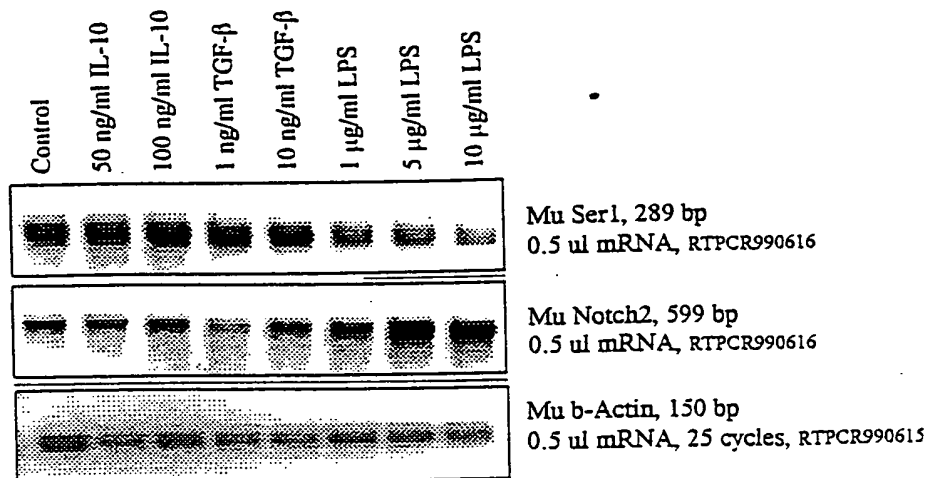 Control
50 ng/ml IL-10
100 ng/ml IL-10
1 ng/ml TGF-β
10 ng/ml TGF-β
1 µg/ml LPS
5 µg/ml LPS
10 µg/ml LPS
Mu Ser1, 289 bp
0.5 ul mRNA, RTPCR990616
Mu Notch2, 599 bp
0.5 ul mRNA, RTPCR990616
Mu b-Actin, 150 bp
0.5 ul mRNA, 25 cycles, RTPCR990615